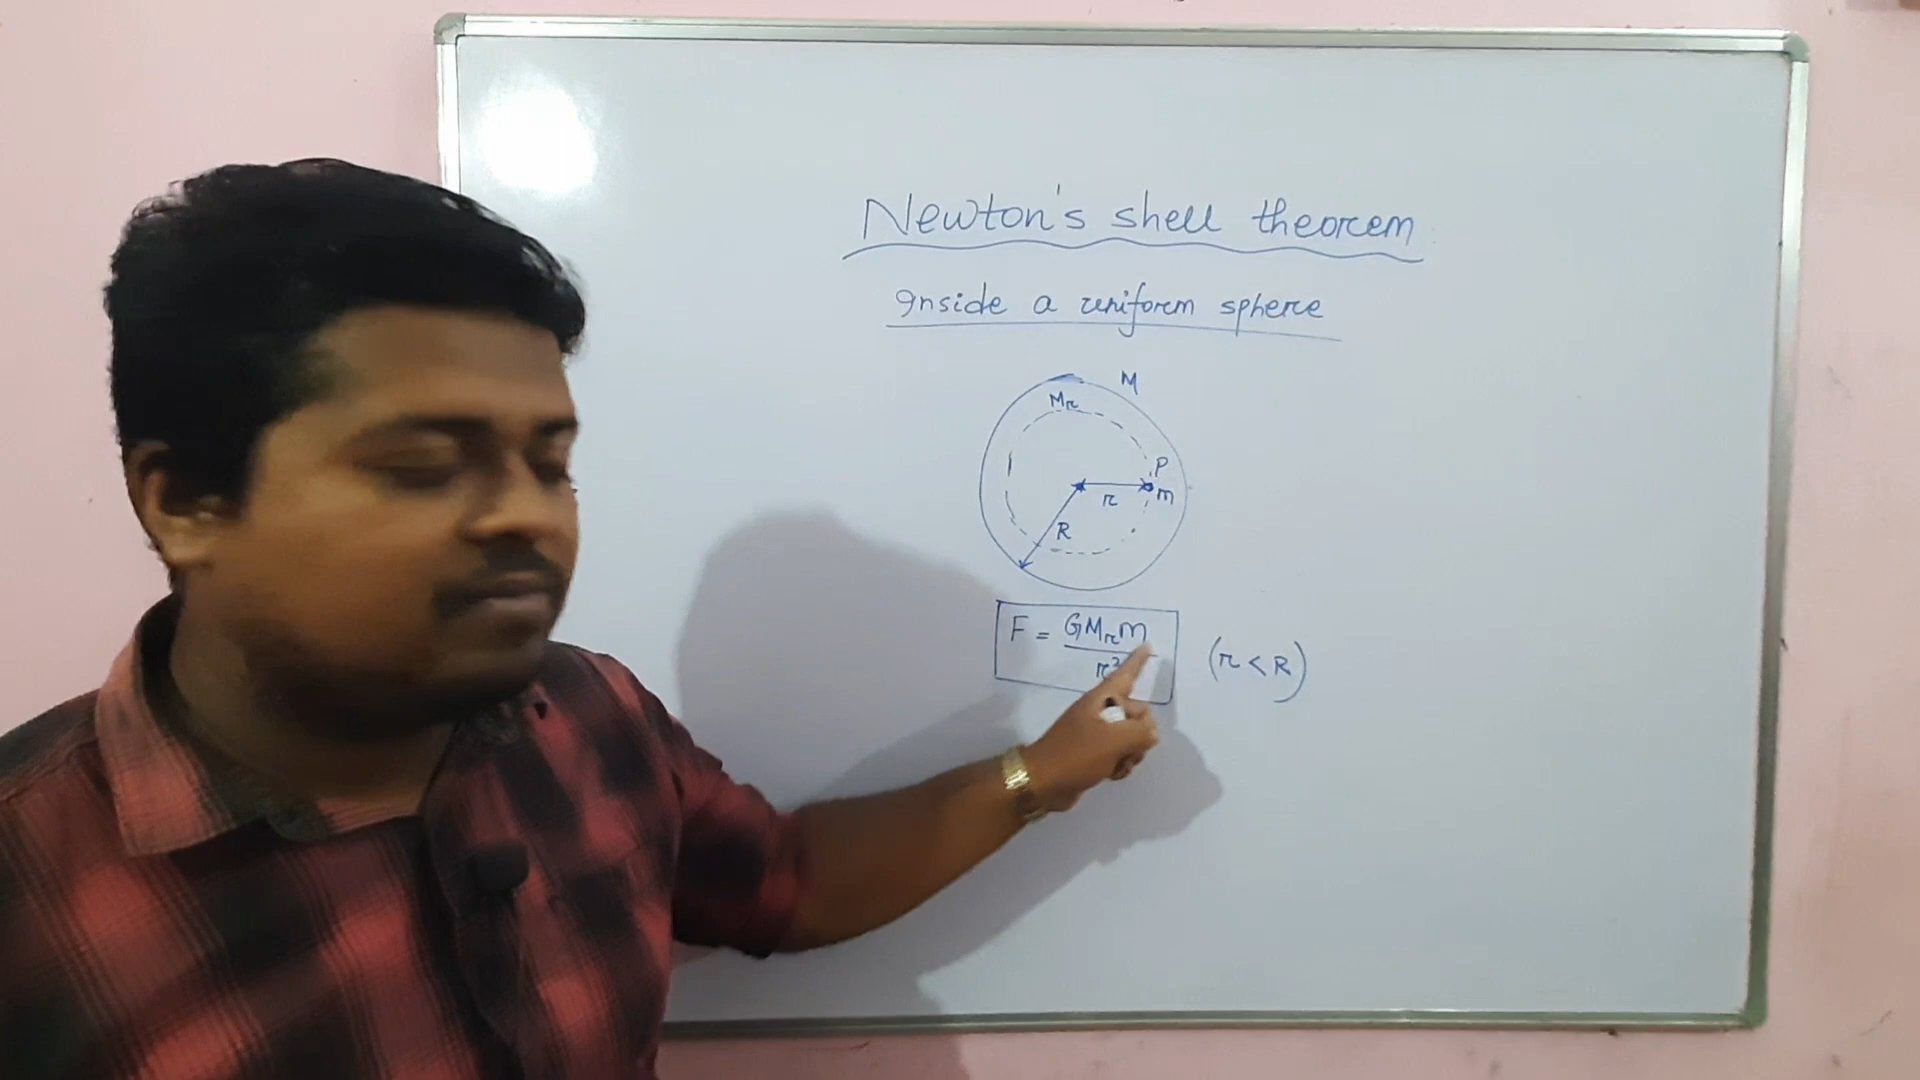 Newton's shell theorem
Inside a uniform sphere
M
Mr
P
r
m
R
F = GMrm / r² (r < R)